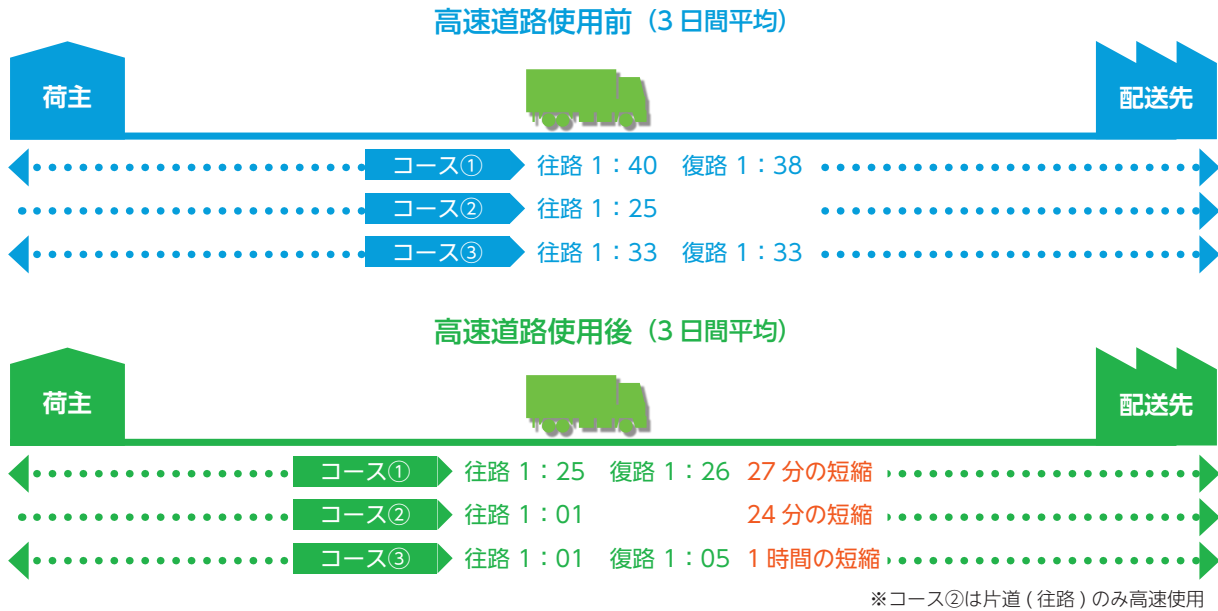 高速道路使用前（3 日間平均）
荷主
配送先
コース① 往路 1：40 復路 1：38
コース② 往路 1：25
コース③ 往路 1：33 復路 1：33
高速道路使用後（3 日間平均）
荷主
配送先
コース① 往路 1：25 復路 1：26 27 分の短縮
コース② 往路 1：01 24 分の短縮
コース③ 往路 1：01 復路 1：05 1 時間の短縮
※コース②は片道 ( 往路 ) のみ高速使用